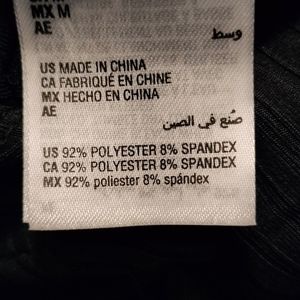 MX M
AE
وسط
US MADE IN CHINA
CA FABRIQUÉ EN CHINE
MX HECHO EN CHINA
AE
صُنع في الصين
US 92% POLYESTER 8% SPANDEX
CA 92% POLYESTER 8% SPANDEX
MX 92% poliester 8% spándex